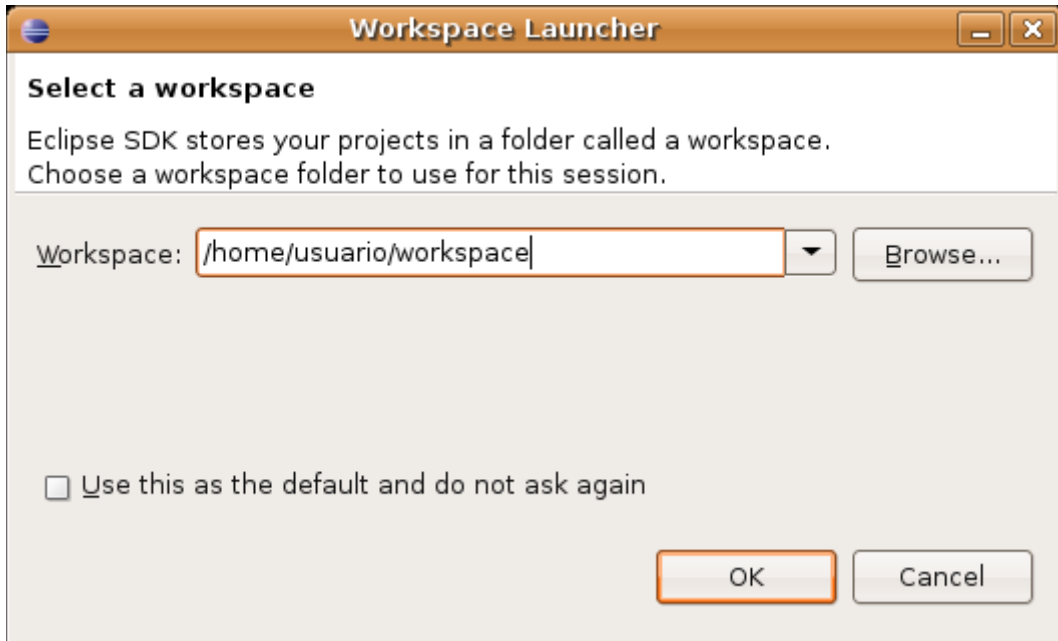 Workspace Launcher
Select a workspace
Eclipse SDK stores your projects in a folder called a workspace.
Choose a workspace folder to use for this session.
Workspace: /home/usuario/workspace Browse...
Use this as the default and do not ask again
OK Cancel